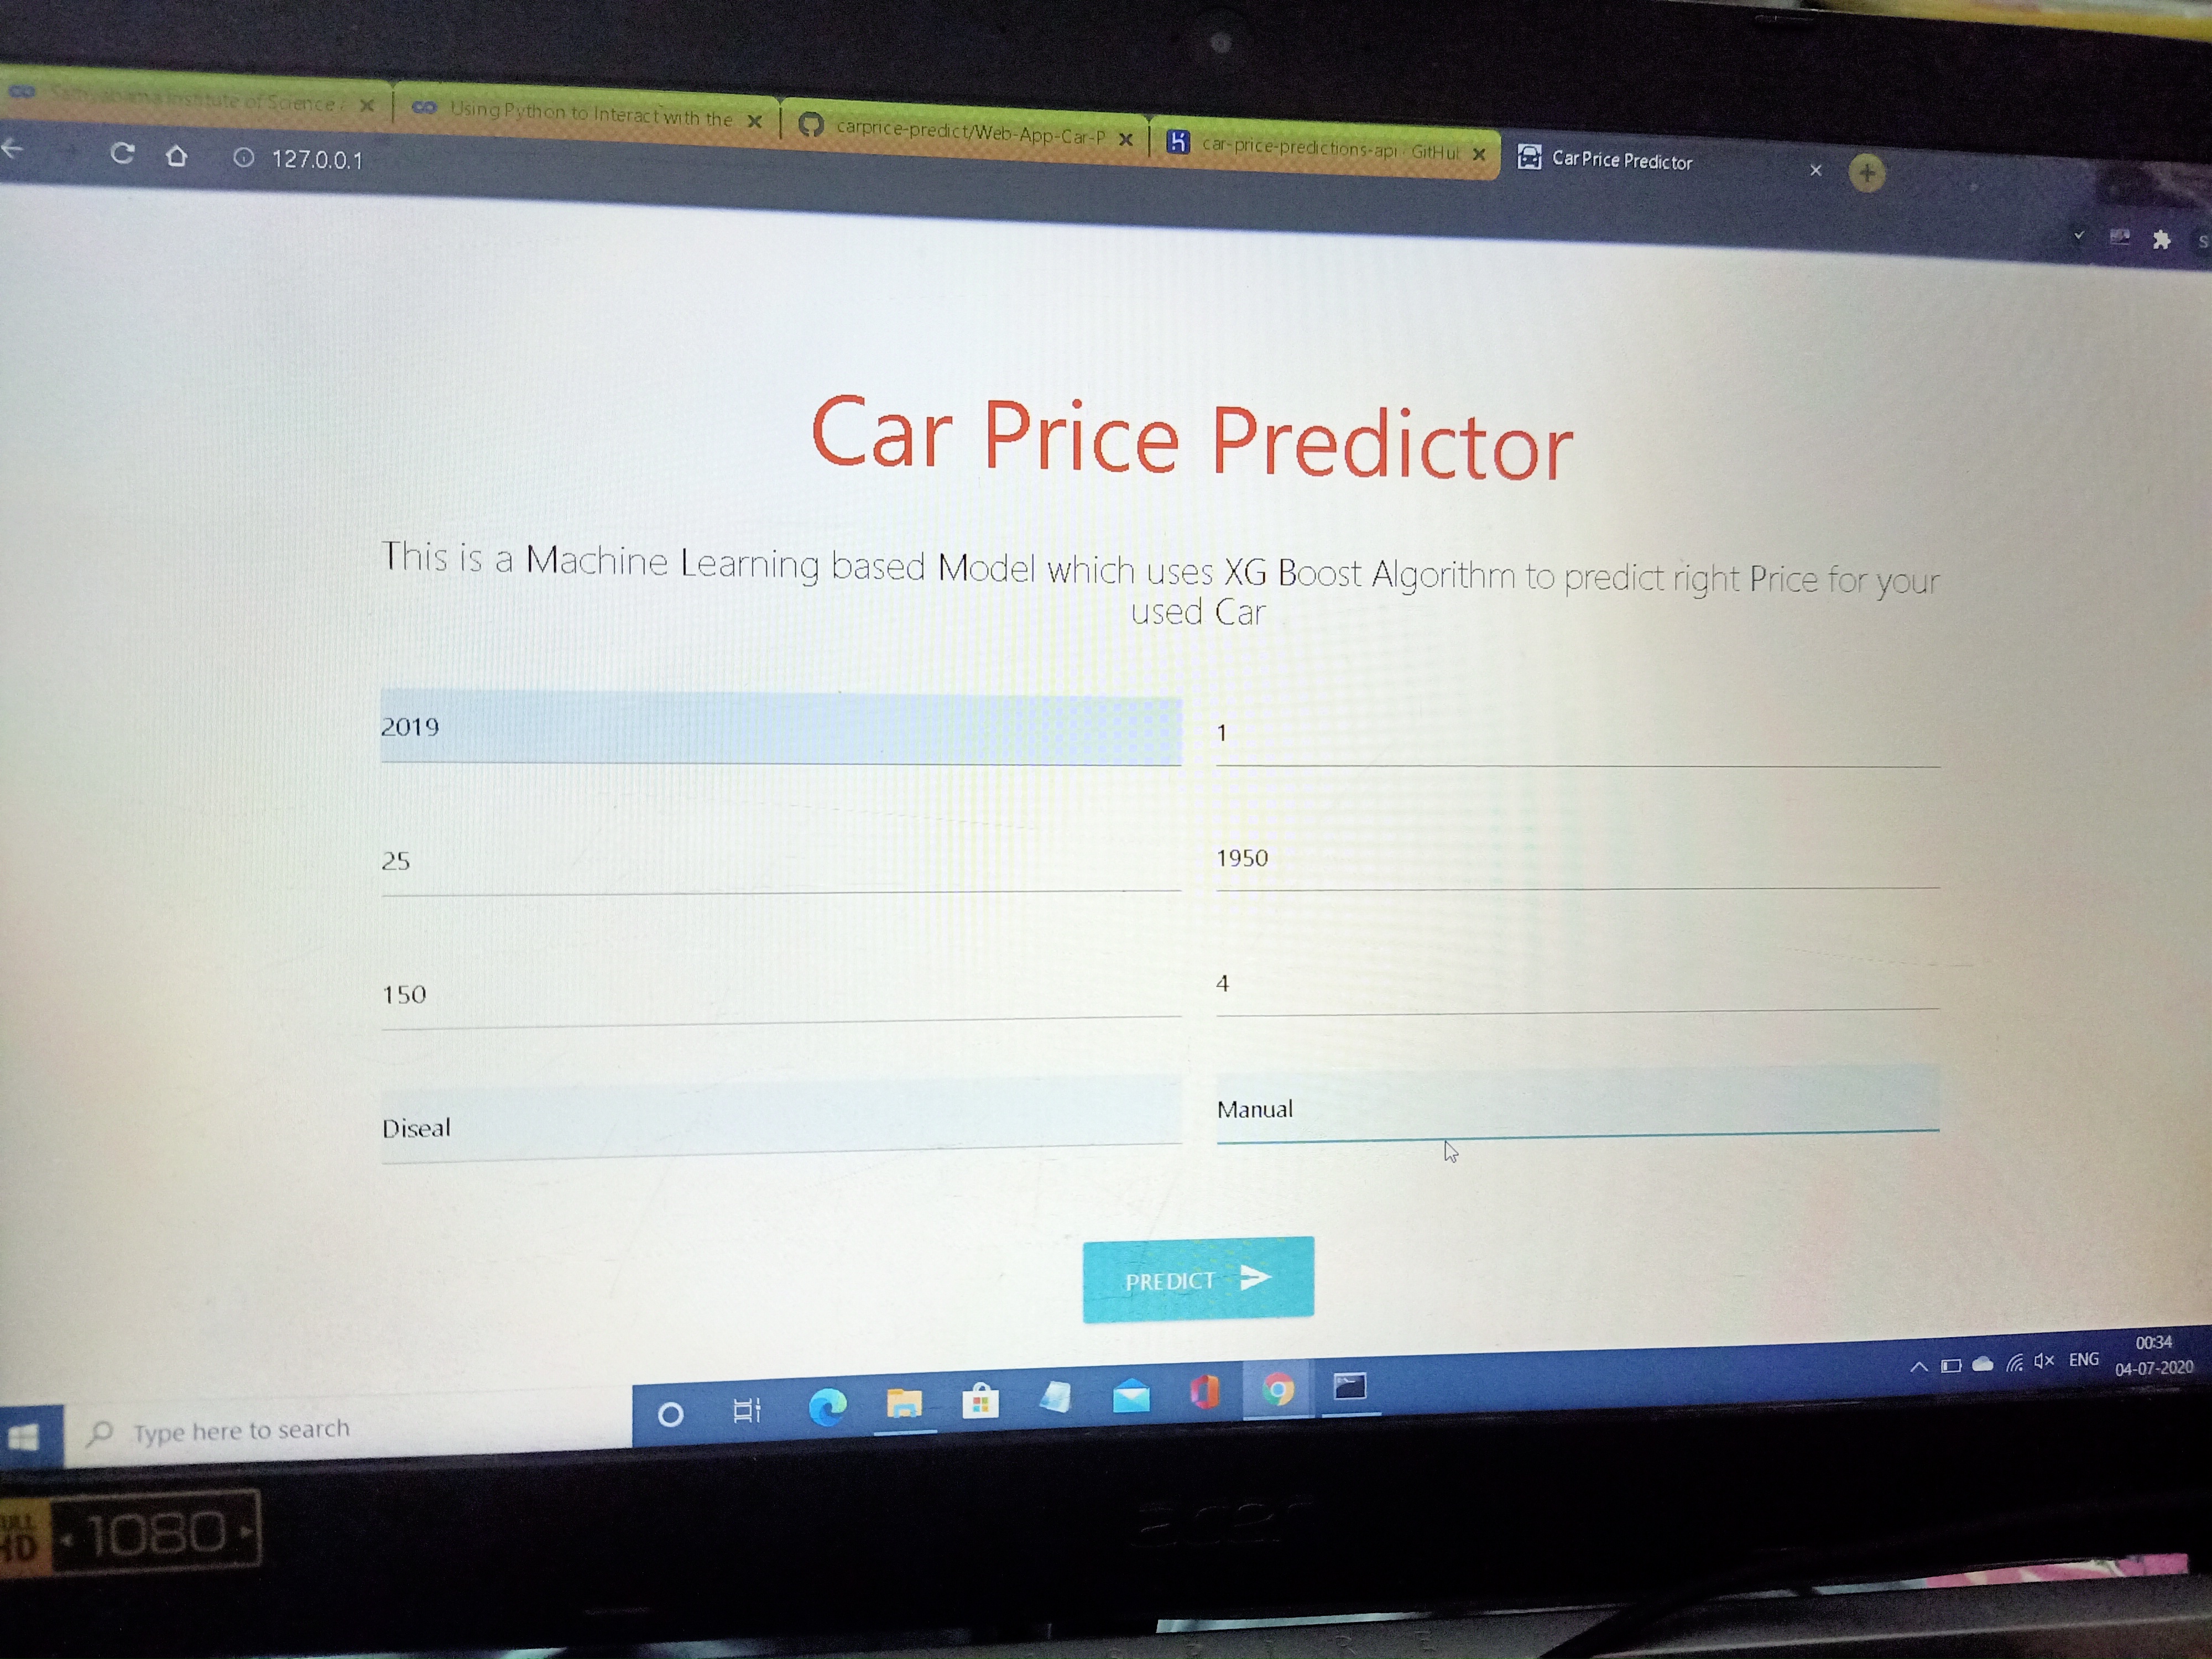 Sathyabama Institute of Science &
Using Python to Interact with the
carprice-predict/Web-App-Car-P
car-price-predictions-api · GitHul
Car Price Predictor
127.0.0.1
Car Price Predictor
This is a Machine Learning based Model which uses XG Boost Algorithm to predict right Price for your
used Car
2019
1
25
1950
150
4
Diseal
Manual
PREDICT
Type here to search
ENG
00:34
04-07-2020
HD
1080
acer